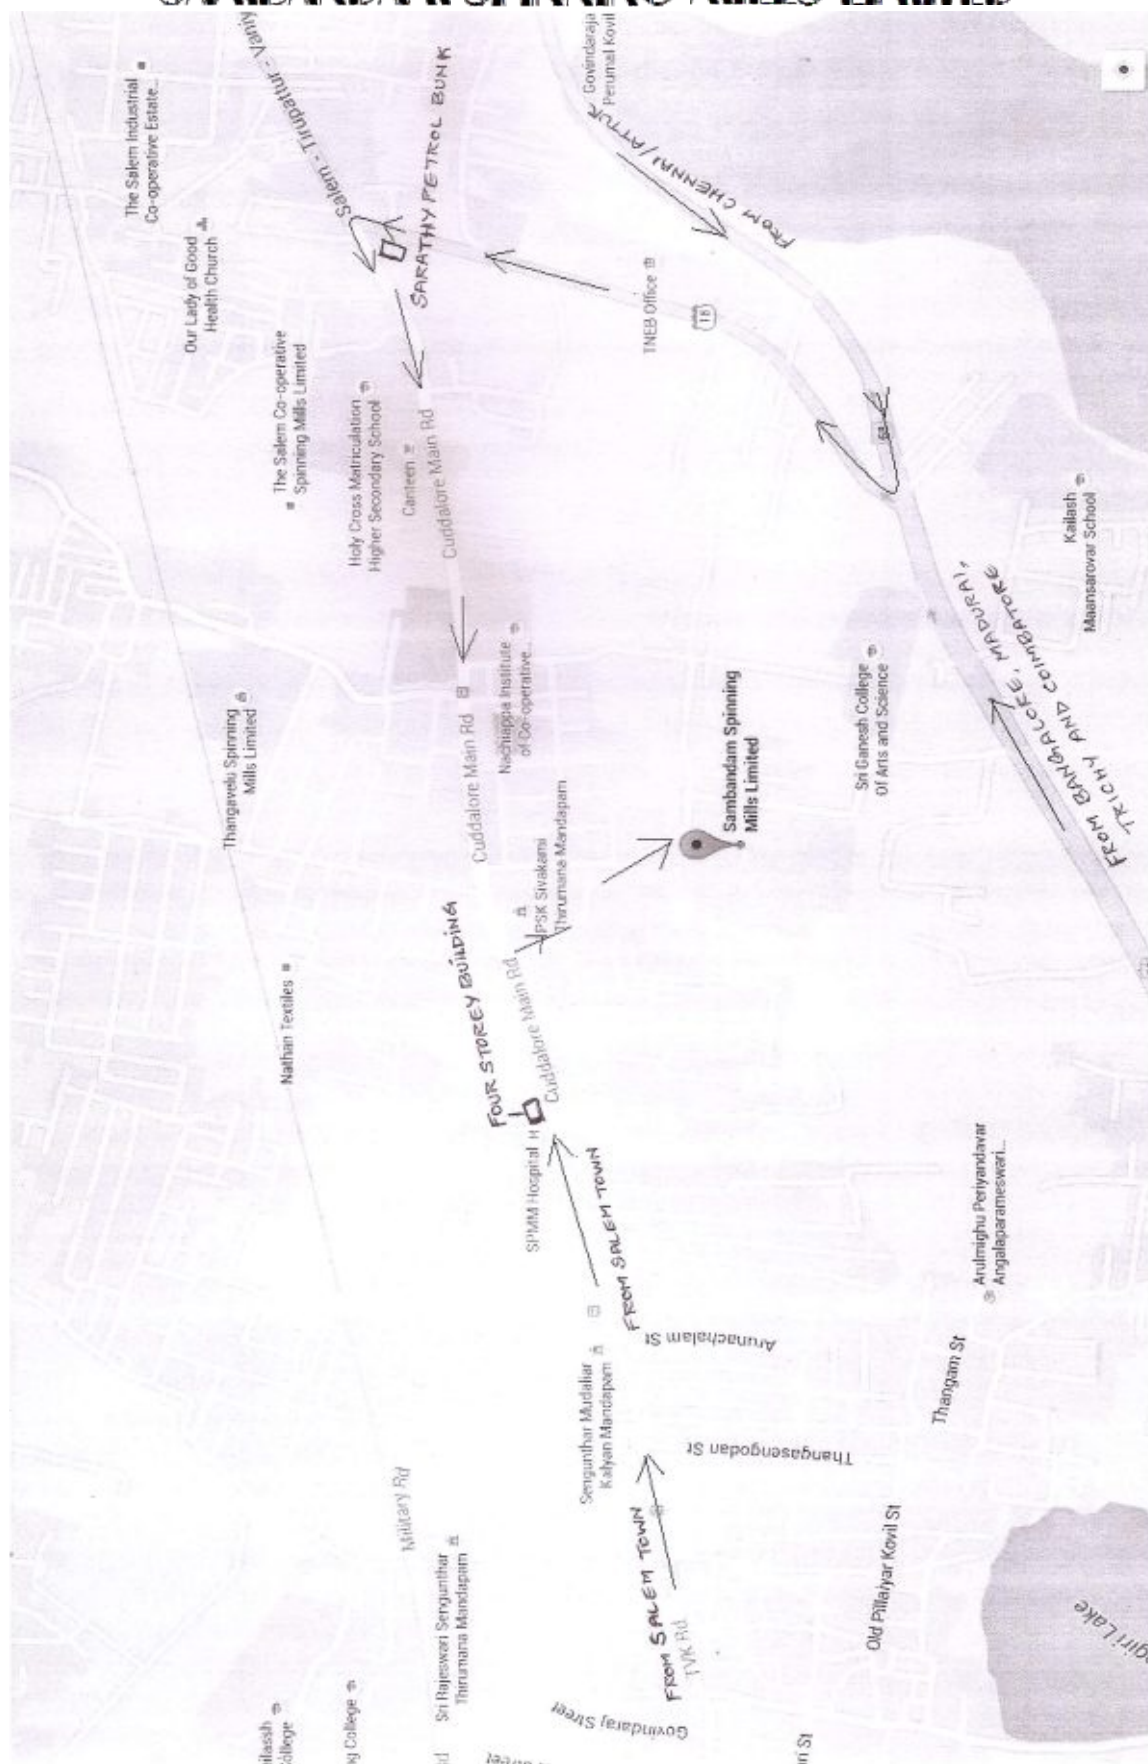 The Salem Industrial
Co-operative Estate...
Salem - Tirupattur - Vaniy
Govindaraja
Perumal Kovil
SARATHY PETROL BUNK
FROM CHENNAI / ATTUR
Our Lady of Good
Health Church
TNEB Office
18
68
The Salem Co-operative
Spinning Mills Limited
Holy Cross Matriculation
Higher Secondary School
Canteen
Cuddalore Main Rd
Kailash
Maansarovar School
FROM BANGALORE, MADURAI,
TRICHY AND COIMBATORE
Thangavelu Spinning
Mills Limited
Cuddalore Main Rd
Nachiappa Institute
of Co-operative...
Sambandam Spinning
Mills Limited
Sri Ganesh College
Of Arts and Science
PSK Sivakami
Thirumana Mandapam
Nathan Textiles
FOUR STOREY BUILDING
Cuddalore Main Rd
SPMM Hospital
H
FROM SALEM TOWN
Arulmighu Periyandavar
Angalaparameswari...
Arunachalam St
Sengunthar Mudaliar
Kalyan Mandapam
Thangam St
Thangasengodan St
Military Rd
Sri Rajeswari Sengunthar
Thirumana Mandapam
FROM SALEM TOWN
TVK Rd
Old Pillaiyar Kovil St
Govindaraj Street
giri Lake
ilassh
ollege
g College